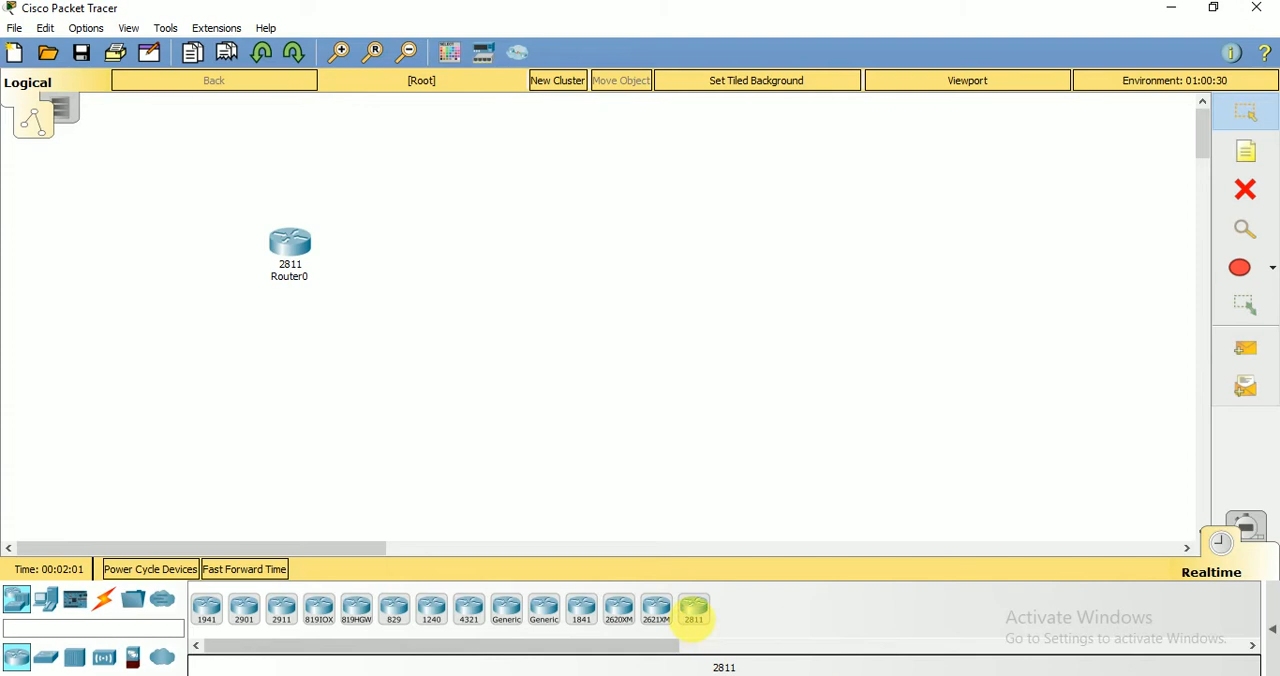 Cisco Packet Tracer
File Edit Options View Tools Extensions Help
Logical Back [Root] New Cluster Move Object Set Tiled Background Viewport Environment: 01:00:30
2811
Router0
Time: 00:02:01 Power Cycle Devices Fast Forward Time
Realtime
1941 2901 2911 819IOX 819HGW 829 1240 4321 Generic Generic 1841 2620XM 2621XM 2811
Activate Windows
Go to Settings to activate Windows.
2811